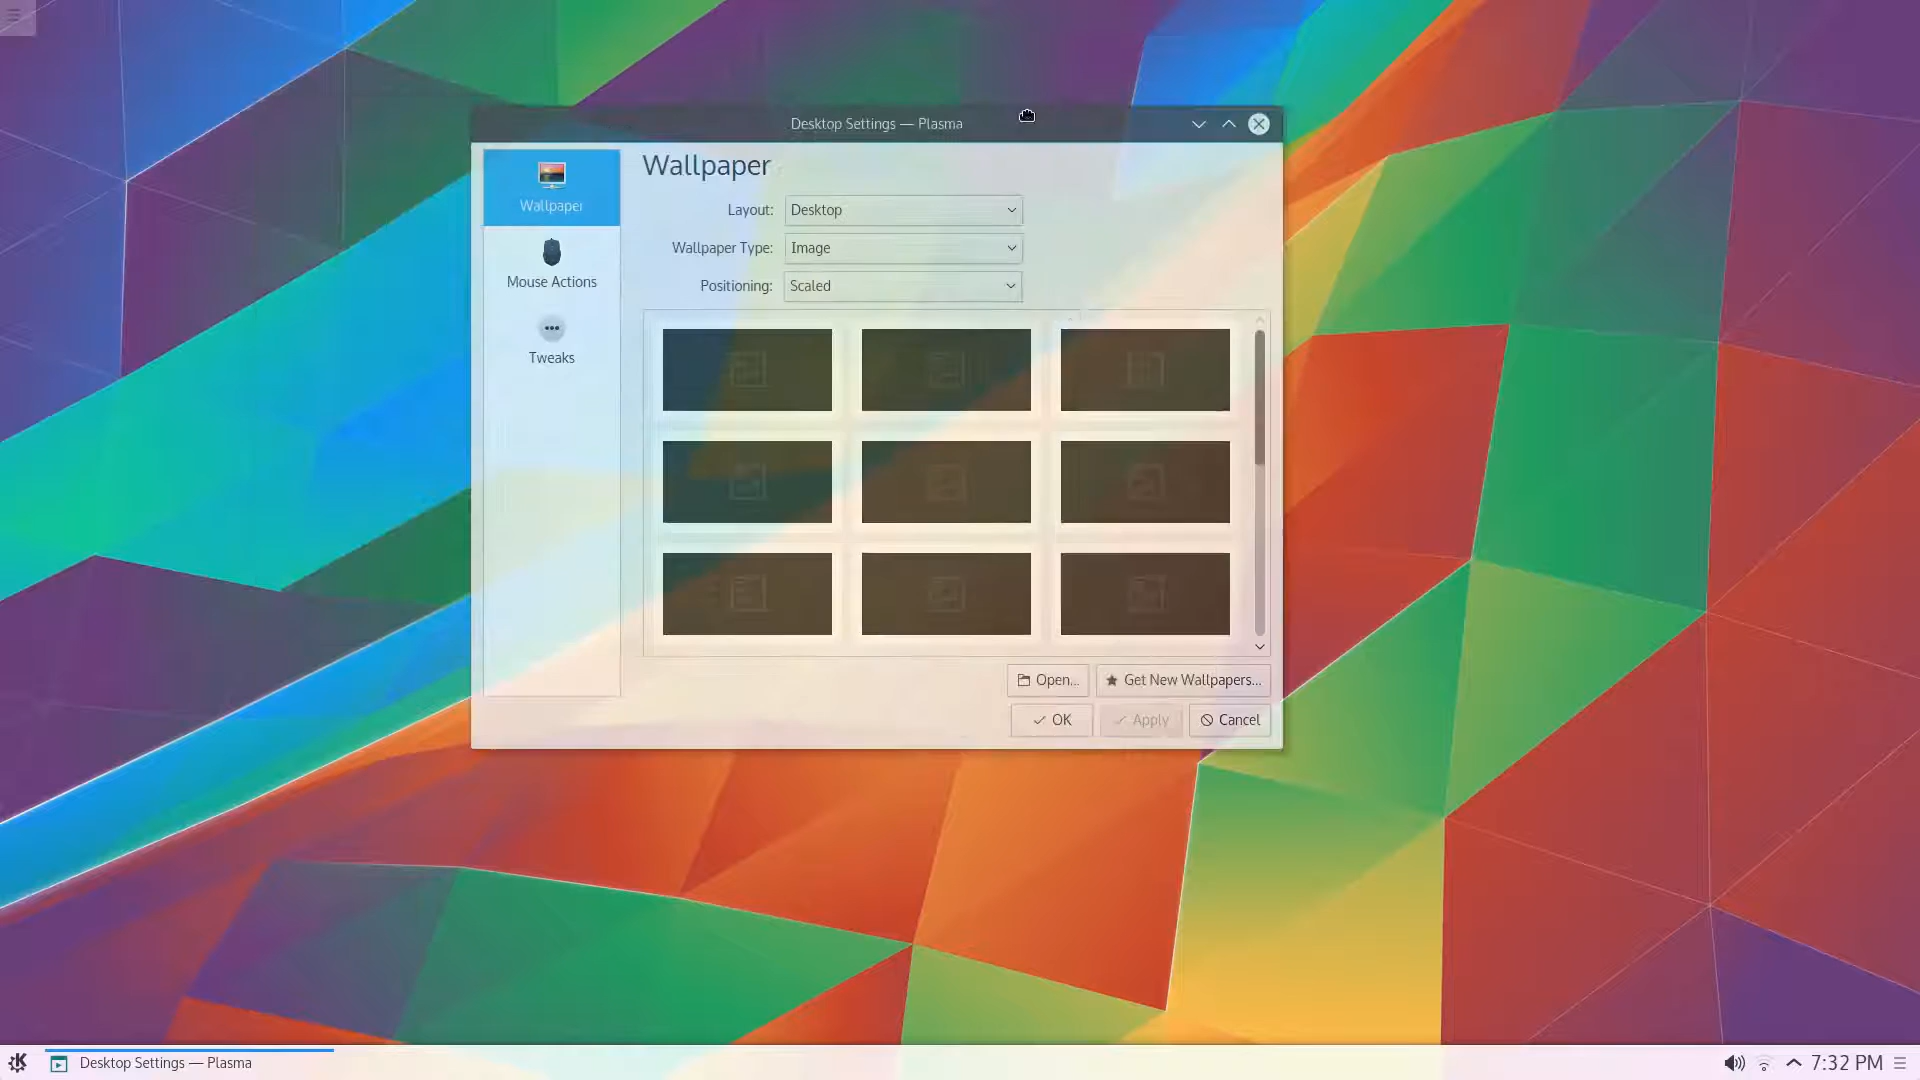 Desktop Settings — Plasma
Wallpaper
Wallpaper
Mouse Actions
Tweaks
Layout: Desktop
Wallpaper Type: Image
Positioning: Scaled
Open...
Get New Wallpapers...
OK
Apply
Cancel
Desktop Settings — Plasma
7:32 PM